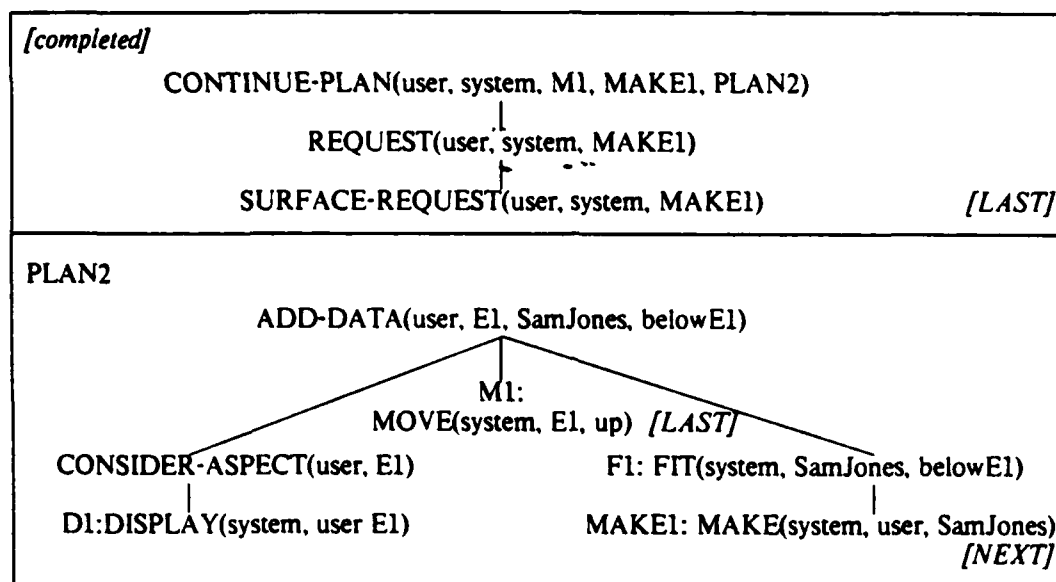 [completed]
CONTINUE-PLAN(user, system, M1, MAKE1, PLAN2)
REQUEST(user, system, MAKE1)
SURFACE-REQUEST(user, system, MAKE1) [LAST]
PLAN2
ADD-DATA(user, E1, SamJones, belowE1)
M1:
MOVE(system, E1, up) [LAST]
CONSIDER-ASPECT(user, E1) F1: FIT(system, SamJones, belowE1)
D1:DISPLAY(system, user E1) MAKE1: MAKE(system, user, SamJones)
[NEXT]